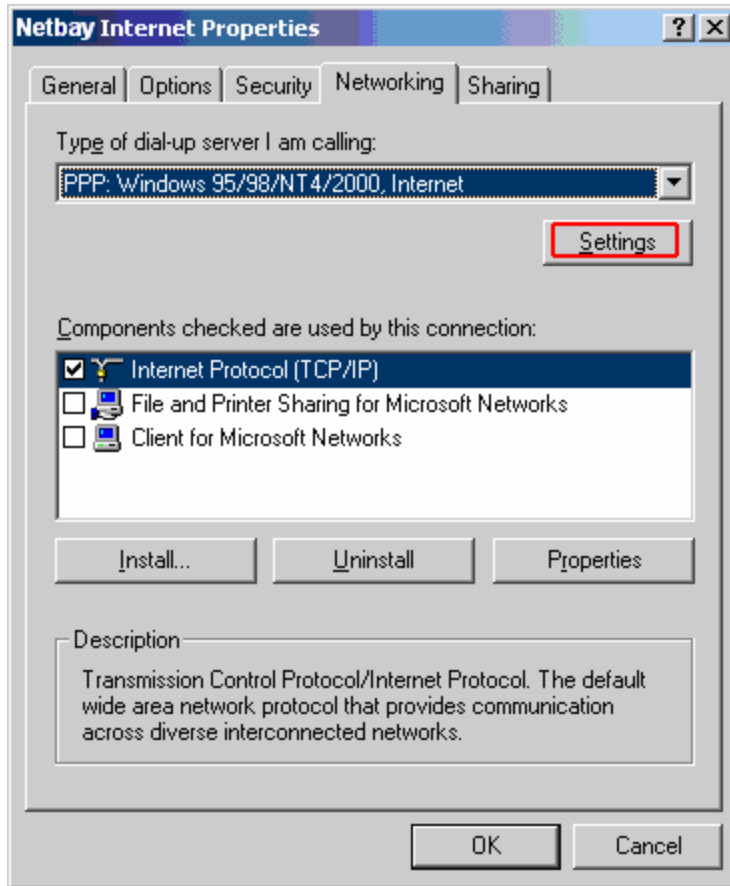 Netbay Internet Properties
General Options Security Networking Sharing
Type of dial-up server I am calling:
PPP: Windows 95/98/NT4/2000, Internet
Settings
Components checked are used by this connection:
Internet Protocol (TCP/IP)
File and Printer Sharing for Microsoft Networks
Client for Microsoft Networks
Install... Uninstall Properties
Description
Transmission Control Protocol/Internet Protocol. The default
wide area network protocol that provides communication
across diverse interconnected networks.
OK Cancel